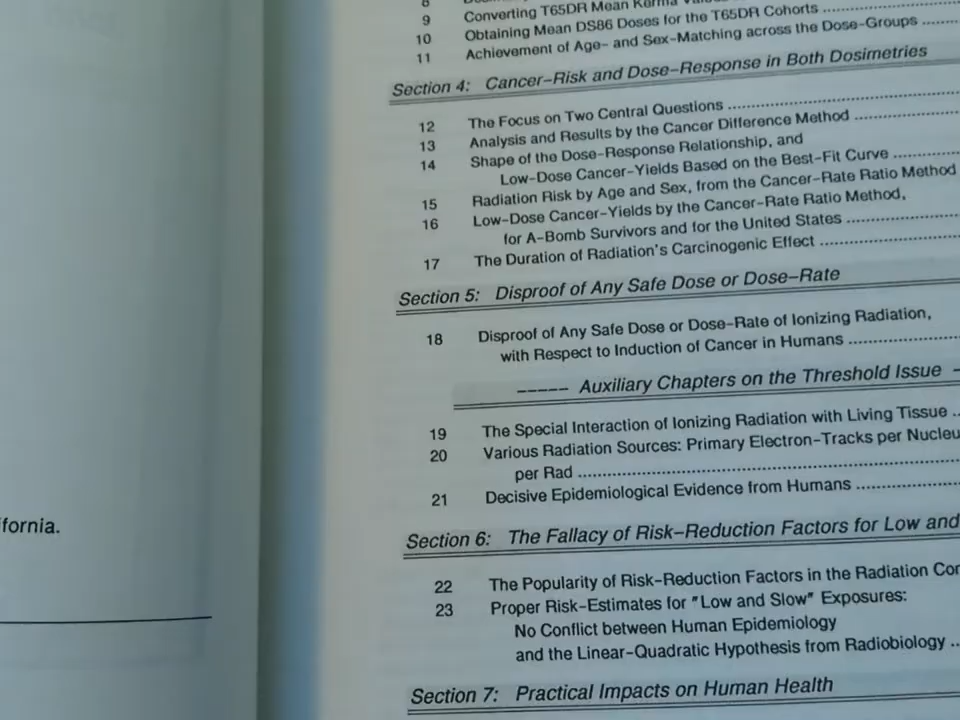 ifornia.
8
9 Converting T65DR Mean Kerma
10 Obtaining Mean DS86 Doses for the T65DR Cohorts
11 Achievement of Age- and Sex-Matching across the Dose-Groups
Section 4: Cancer-Risk and Dose-Response in Both Dosimetries
12 The Focus on Two Central Questions
13 Analysis and Results by the Cancer Difference Method
14 Shape of the Dose-Response Relationship, and
Low-Dose Cancer-Yields Based on the Best-Fit Curve
15 Radiation Risk by Age and Sex, from the Cancer-Rate Ratio Method
16 Low-Dose Cancer-Yields by the Cancer-Rate Ratio Method,
for A-Bomb Survivors and for the United States
17 The Duration of Radiation's Carcinogenic Effect
Section 5: Disproof of Any Safe Dose or Dose-Rate
18 Disproof of Any Safe Dose or Dose-Rate of Ionizing Radiation,
with Respect to Induction of Cancer in Humans
----- Auxiliary Chapters on the Threshold Issue -
19 The Special Interaction of Ionizing Radiation with Living Tissue
20 Various Radiation Sources: Primary Electron-Tracks per Nucleu
per Rad
21 Decisive Epidemiological Evidence from Humans
Section 6: The Fallacy of Risk-Reduction Factors for Low and
22 The Popularity of Risk-Reduction Factors in the Radiation Cor
23 Proper Risk-Estimates for "Low and Slow" Exposures:
No Conflict between Human Epidemiology
and the Linear-Quadratic Hypothesis from Radiobiology
Section 7: Practical Impacts on Human Health